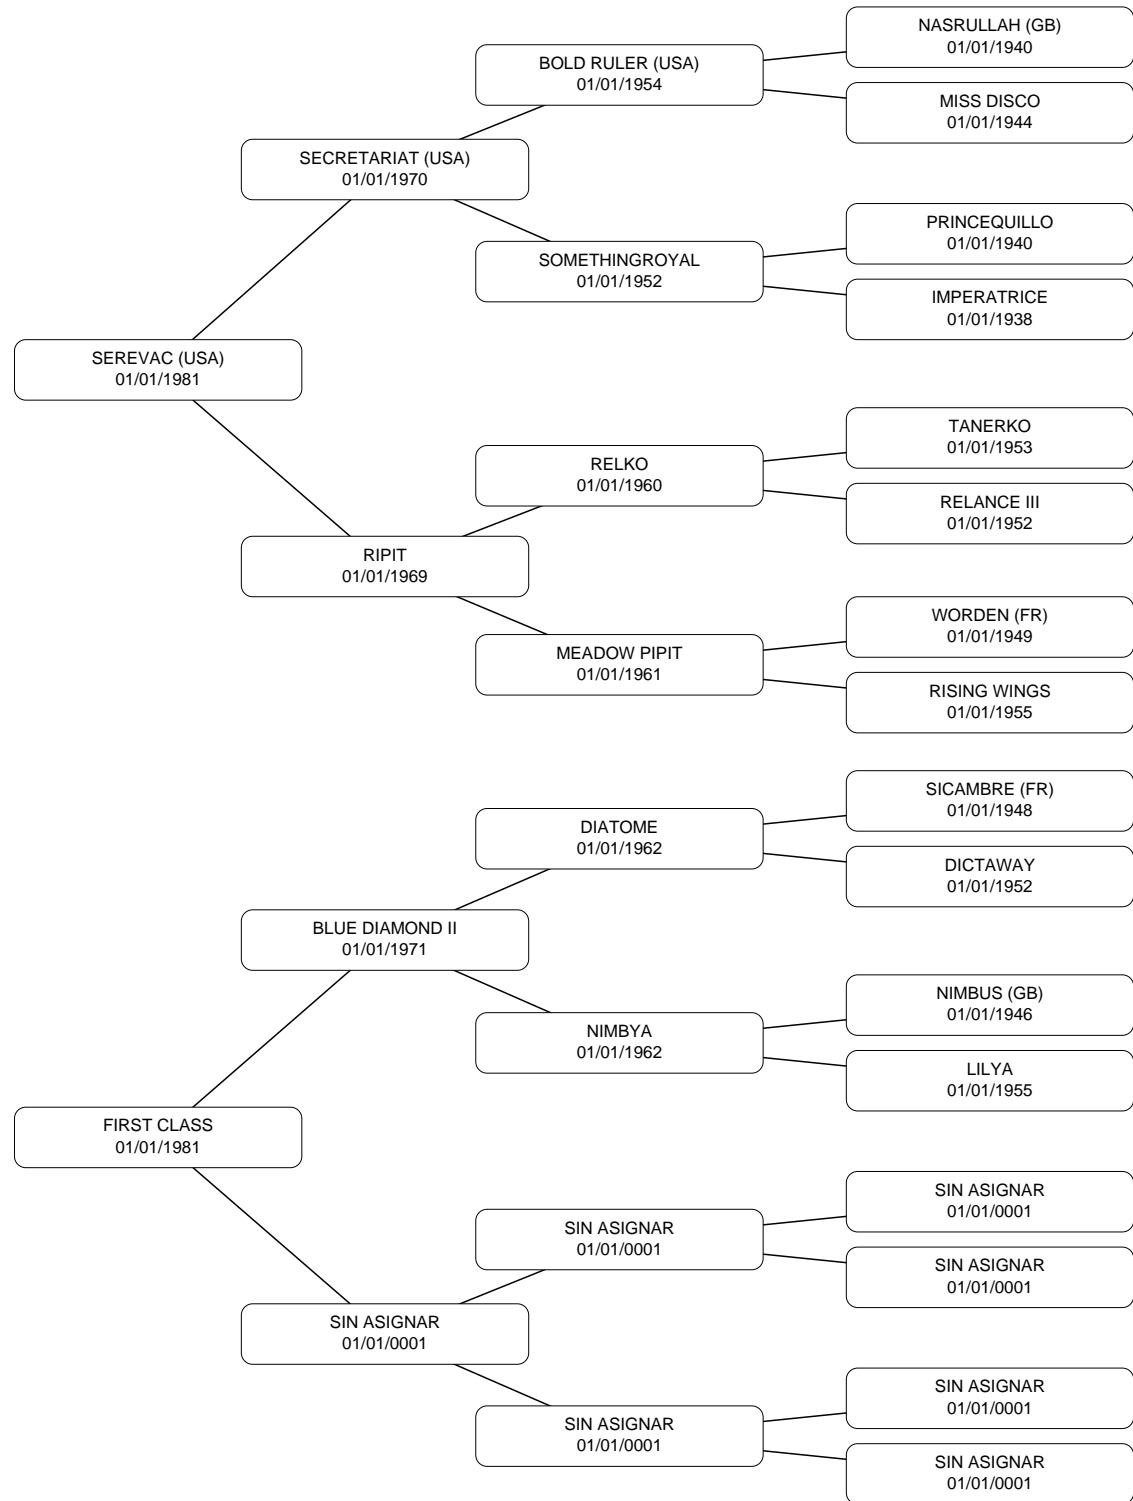 NASRULLAH (GB)
01/01/1940
BOLD RULER (USA)
01/01/1954
MISS DISCO
01/01/1944
SECRETARIAT (USA)
01/01/1970
PRINCEQUILLO
01/01/1940
SOMETHINGROYAL
01/01/1952
IMPERATRICE
01/01/1938
SEREVAC (USA)
01/01/1981
TANERKO
01/01/1953
RELKO
01/01/1960
RELANCE III
01/01/1952
RIPIT
01/01/1969
WORDEN (FR)
01/01/1949
MEADOW PIPIT
01/01/1961
RISING WINGS
01/01/1955
SICAMBRE (FR)
01/01/1948
DIATOME
01/01/1962
DICTAWAY
01/01/1952
BLUE DIAMOND II
01/01/1971
NIMBUS (GB)
01/01/1946
NIMBYA
01/01/1962
LILYA
01/01/1955
FIRST CLASS
01/01/1981
SIN ASIGNAR
01/01/0001
SIN ASIGNAR
01/01/0001
SIN ASIGNAR
01/01/0001
SIN ASIGNAR
01/01/0001
SIN ASIGNAR
01/01/0001
SIN ASIGNAR
01/01/0001
SIN ASIGNAR
01/01/0001